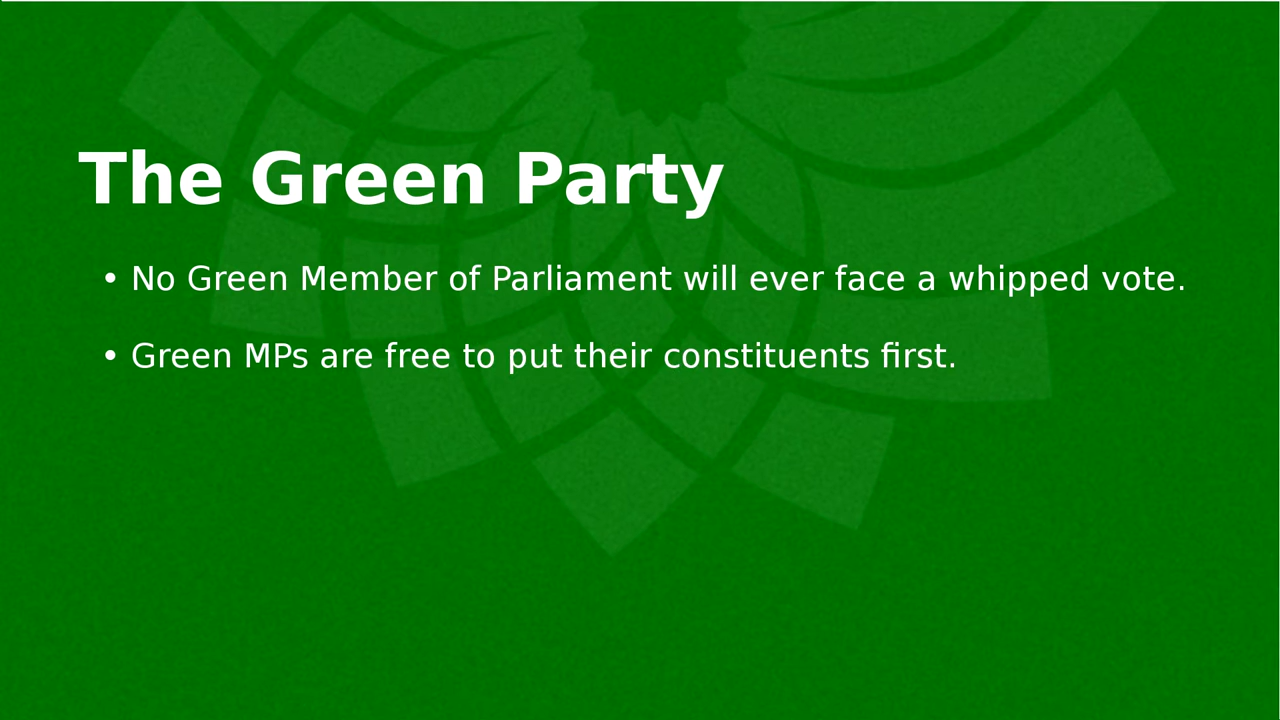 The Green Party
• No Green Member of Parliament will ever face a whipped vote.
• Green MPs are free to put their constituents first.